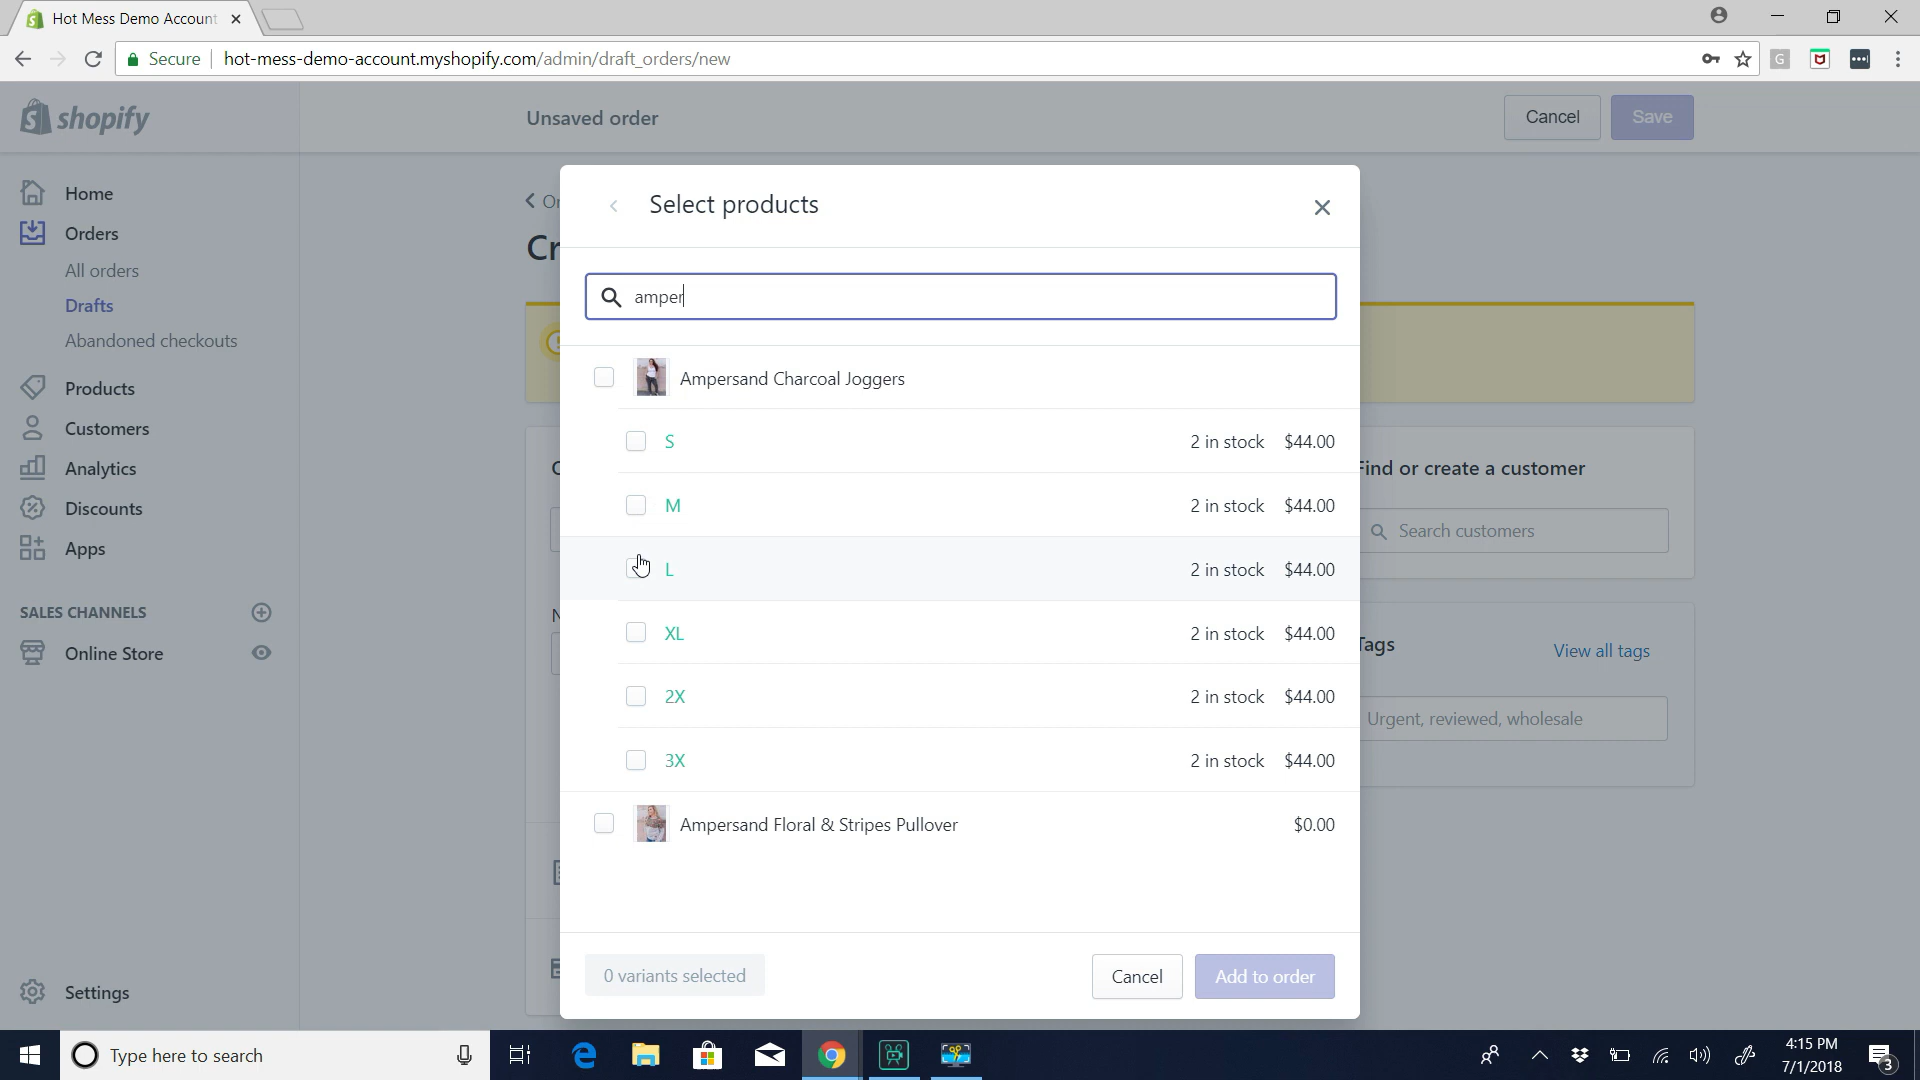 Hot Mess Demo Account
Secure
hot-mess-demo-account.myshopify.com/admin/draft_orders/new
shopify
Unsaved order
Cancel
Save
Home
Orders
All orders
Drafts
Abandoned checkouts
Products
Customers
Analytics
Discounts
Apps
SALES CHANNELS
Online Store
Settings
Select products
amper
Ampersand Charcoal Joggers
S 2 in stock $44.00
M 2 in stock $44.00
L 2 in stock $44.00
XL 2 in stock $44.00
2X 2 in stock $44.00
3X 2 in stock $44.00
Ampersand Floral & Stripes Pullover $0.00
0 variants selected
Cancel
Add to order
Find or create a customer
Search customers
Tags
View all tags
Urgent, reviewed, wholesale
Type here to search
4:15 PM
7/1/2018
3